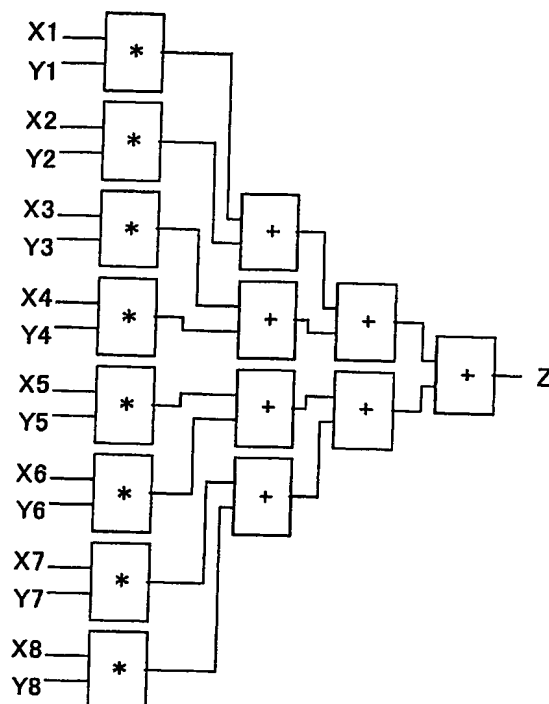 X1
*
Y1
X2
*
Y2
X3
*
Y3
+
X4
*
Y4
+
+
X5
*
Y5
+
+
+
Z
X6
*
Y6
+
X7
*
Y7
X8
*
Y8